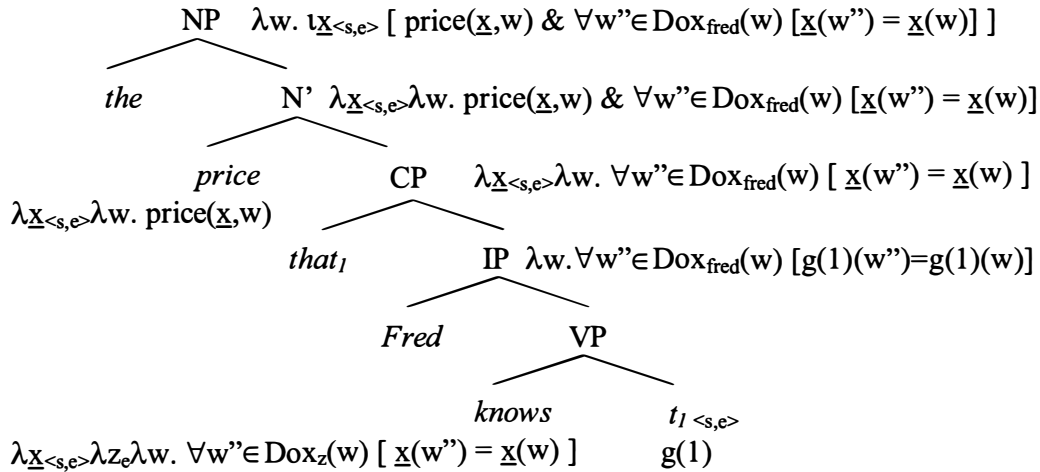 NP λw. ιx<s,e> [ price(x,w) & ∀w”∈Doxfred(w) [x(w”) = x(w)] ]
the N’ λx<s,e>λw. price(x,w) & ∀w”∈Doxfred(w) [x(w”) = x(w)]
price CP λx<s,e>λw. ∀w”∈Doxfred(w) [ x(w”) = x(w) ]
λx<s,e>λw. price(x,w)
that1 IP λw.∀w”∈Doxfred(w) [g(1)(w”)=g(1)(w)]
Fred VP
knows t1 <s,e>
λx<s,e>λzeλw. ∀w”∈Doxz(w) [ x(w”) = x(w) ] g(1)